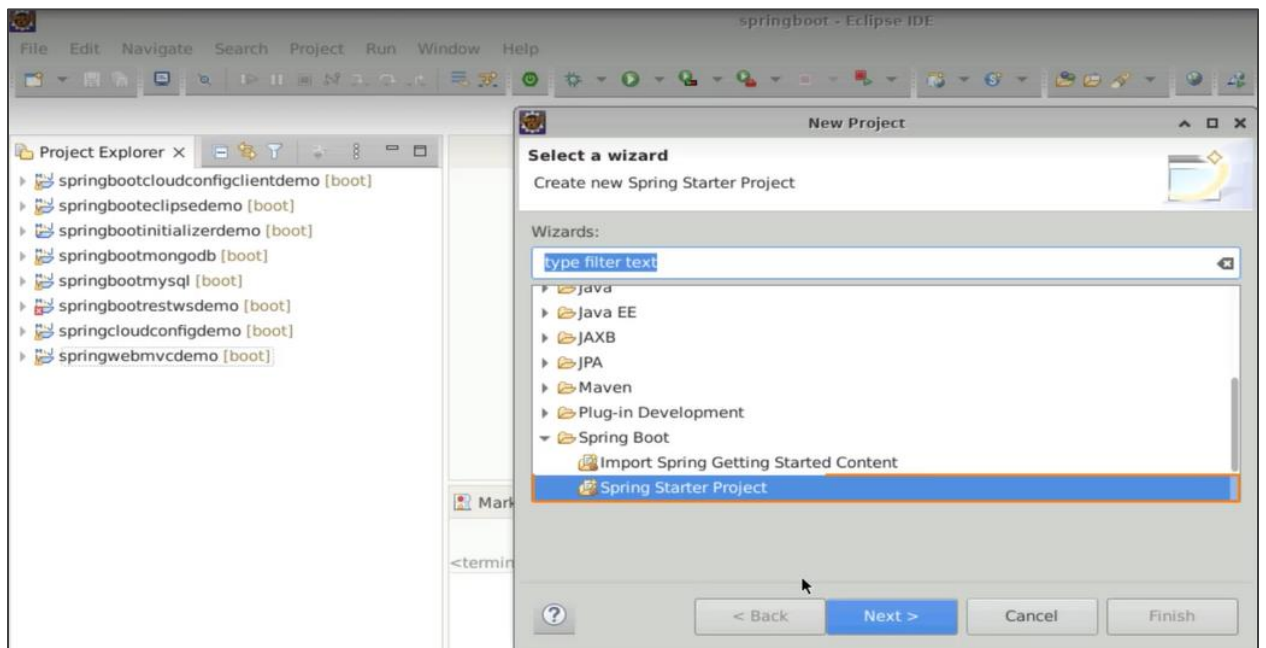 springboot - Eclipse IDE
File Edit Navigate Search Project Run Window Help
New Project
Project Explorer
springbootcloudconfigclientdemo [boot]
springbooteclipsedemo [boot]
springbootinitializerdemo [boot]
springbootmongodb [boot]
springbootmysql [boot]
springbootrestwsdemo [boot]
springcloudconfigdemo [boot]
springwebmvcdemo [boot]
Select a wizard
Create new Spring Starter Project
Wizards:
type filter text
Java
Java EE
JAXB
JPA
Maven
Plug-in Development
Spring Boot
Import Spring Getting Started Content
Spring Starter Project
Mark
<termin
< Back Next > Cancel Finish